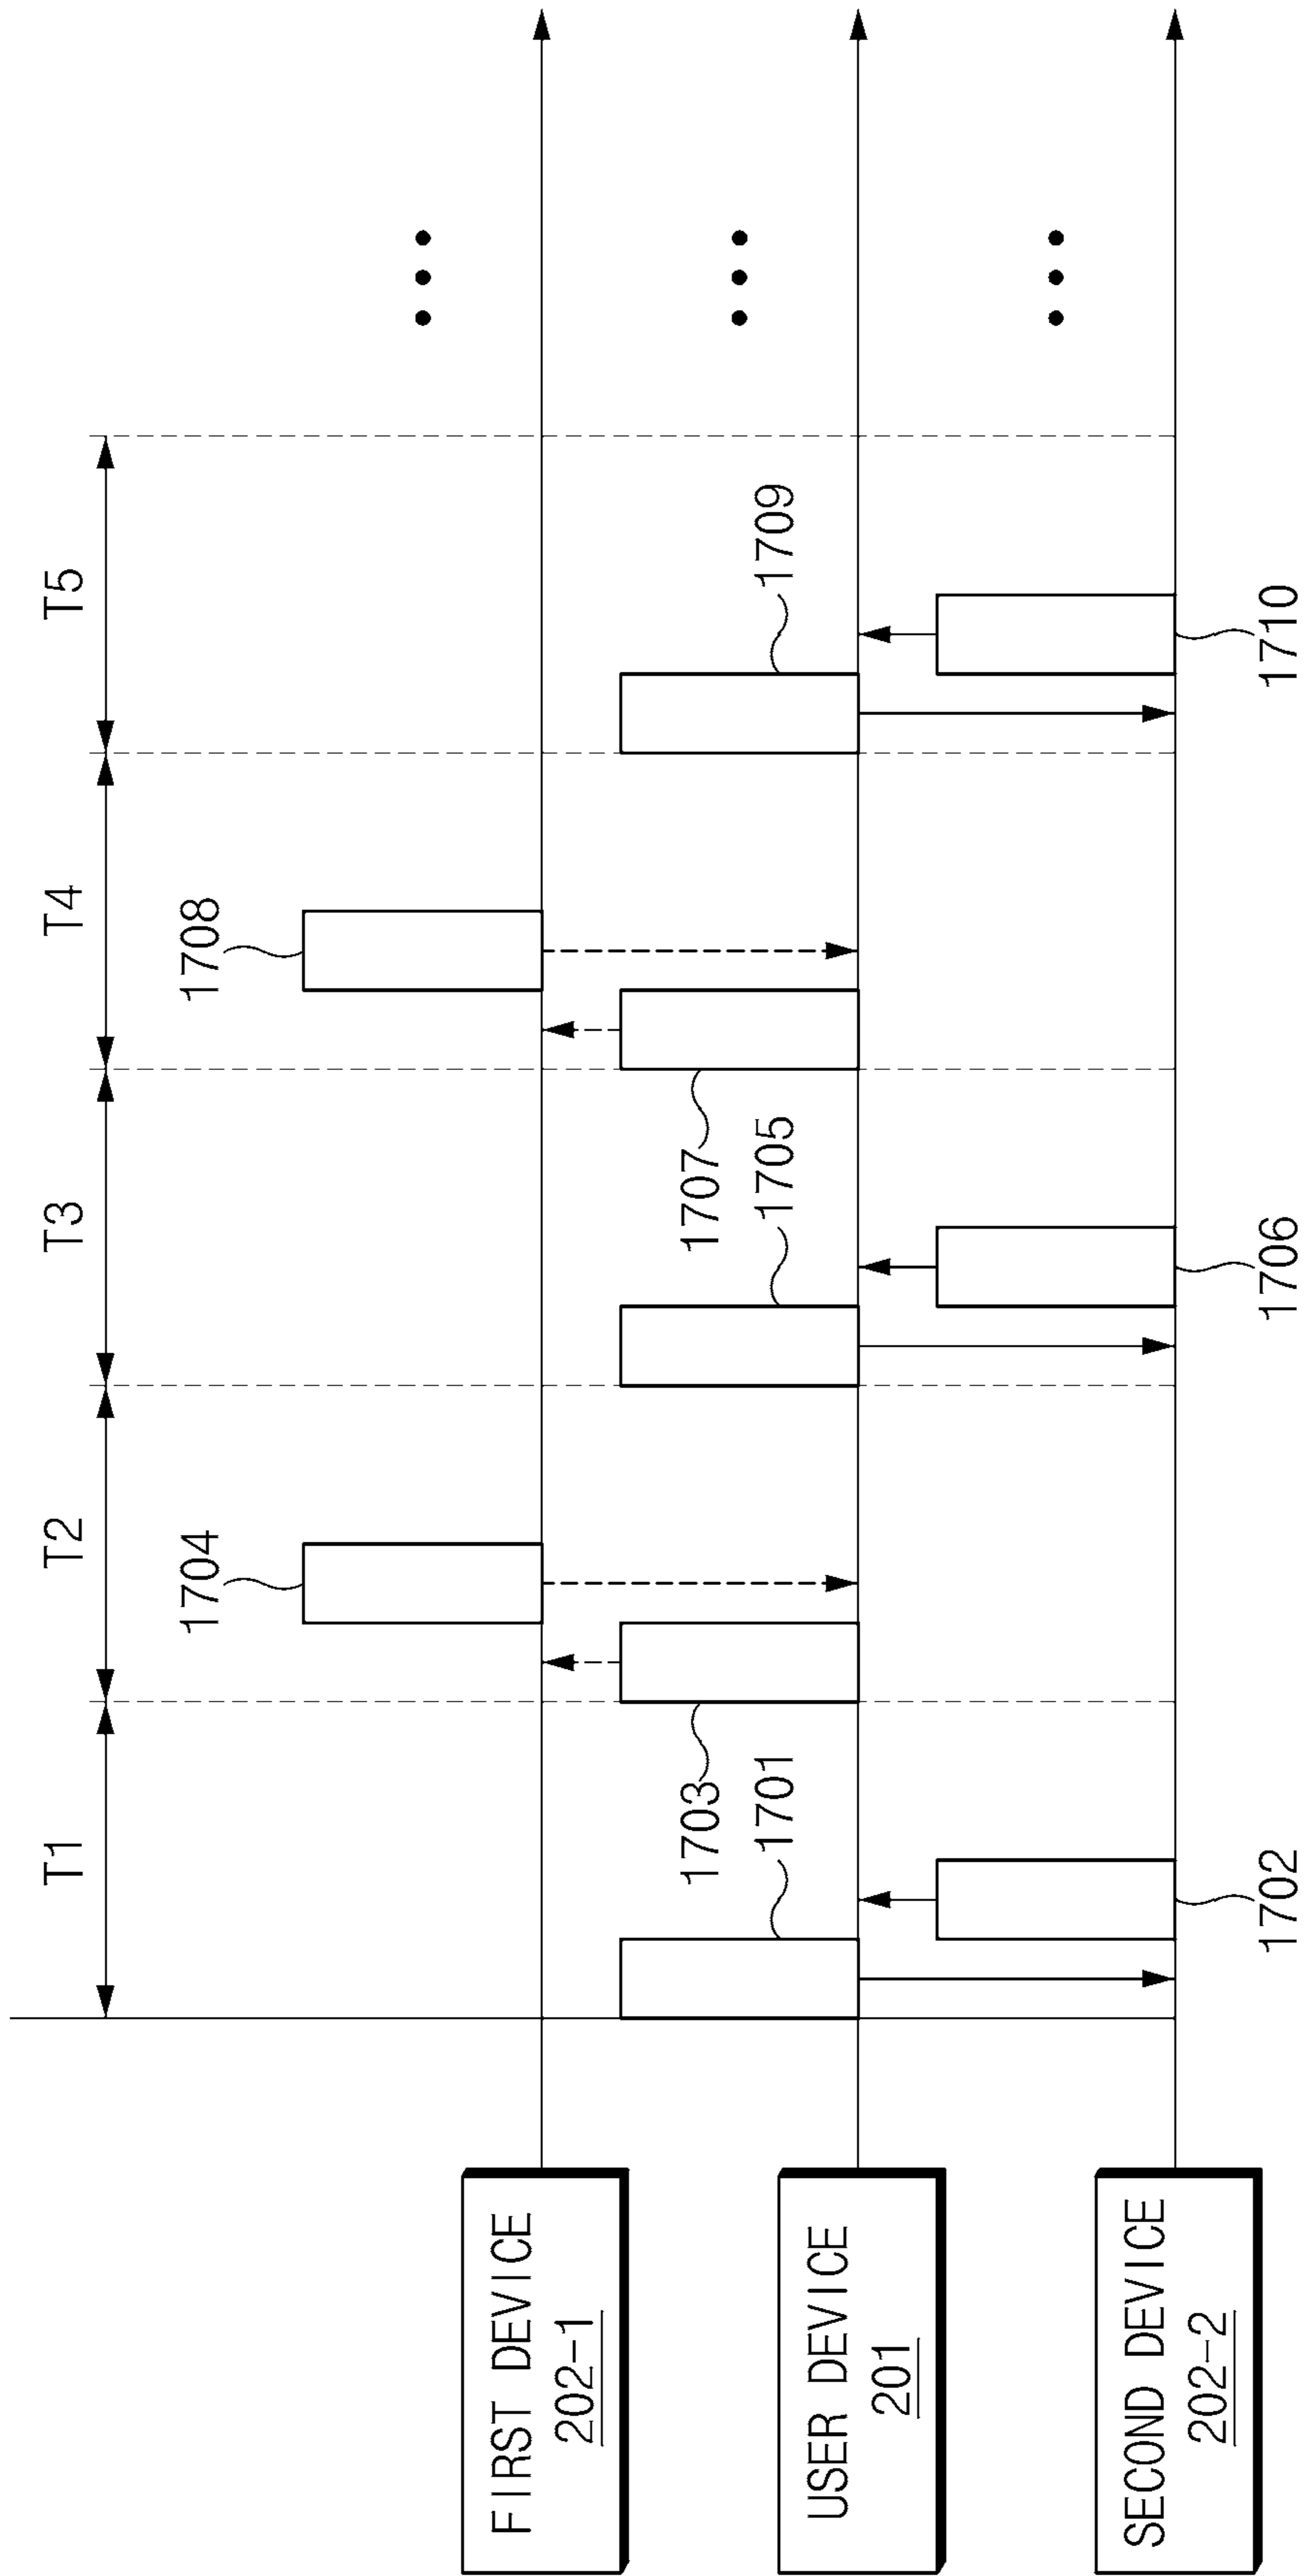 T1
T2
T3
T4
T5
1704
1708
FIRST DEVICE
202-1
1703
1707
1701
1705
1709
USER DEVICE
201
SECOND DEVICE
202-2
1702
1706
1710